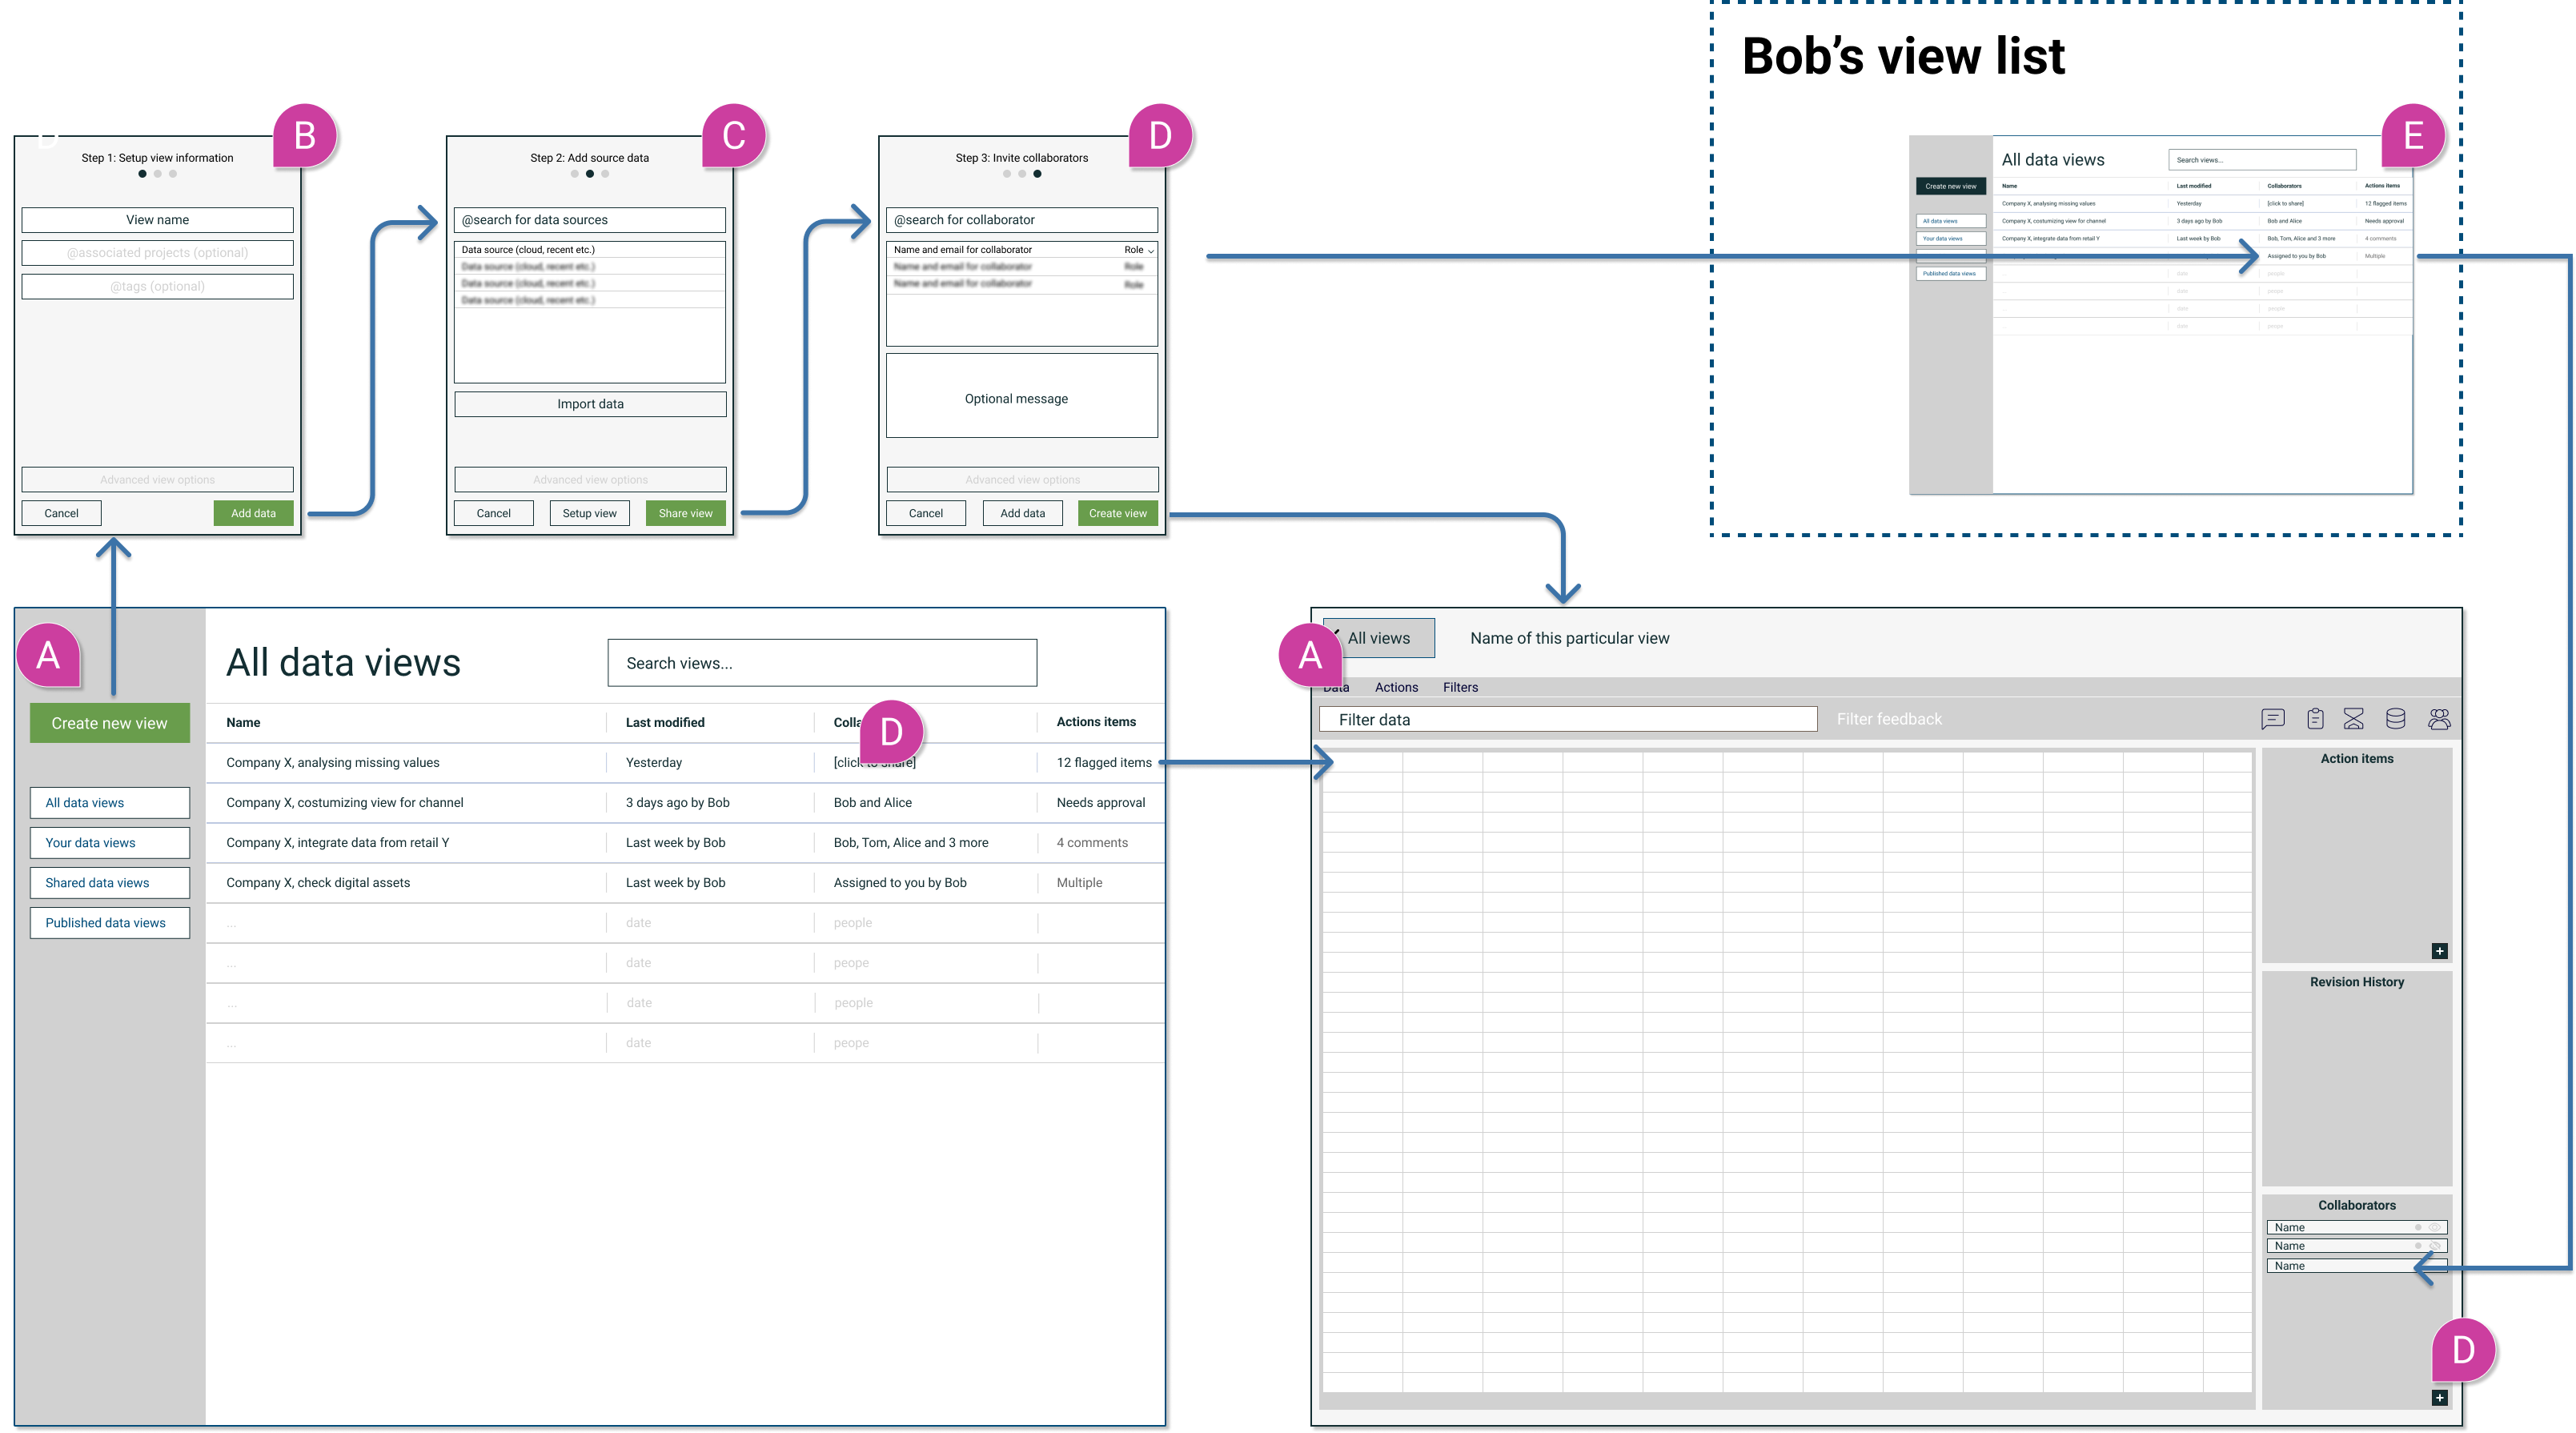 Bob’s view list
B
Step 1: Setup view information
View name
@associated projects (optional)
@tags (optional)
Advanced view options
Cancel
Add data
C
Step 2: Add source data
@search for data sources
Data source (cloud, recent etc.)
Data source (cloud, recent etc.)
Data source (cloud, recent etc.)
Data source (cloud, recent etc.)
Import data
Advanced view options
Cancel
Setup view
Share view
D
Step 3: Invite collaborators
@search for collaborator
Name and email for collaborator Role
Name and email for collaborator Role
Name and email for collaborator Role
Optional message
Advanced view options
Cancel
Add data
Create view
E
All data views
Search views...
Create new view
All data views
Your data views
Published data views
Name Last modified Collaborators Actions items
Company X, analysing missing values Yesterday [click to share] 12 flagged items
Company X, costumizing view for channel 3 days ago by Bob Bob and Alice Needs approval
Company X, integrate data from retail Y Last week by Bob Bob, Tom, Alice and 3 more 4 comments
Assigned to you by Bob Multiple
... date people
... date peope
... date people
... date peope
A
All data views
Search views...
Create new view
All data views
Your data views
Shared data views
Published data views
Name Last modified Colla Actions items
D
Company X, analysing missing values Yesterday [click to share] 12 flagged items
Company X, costumizing view for channel 3 days ago by Bob Bob and Alice Needs approval
Company X, integrate data from retail Y Last week by Bob Bob, Tom, Alice and 3 more 4 comments
Company X, check digital assets Last week by Bob Assigned to you by Bob Multiple
... date people
... date peope
... date people
... date peope
A
All views
Name of this particular view
Data Actions Filters
Filter data
Filter feedback
Action items
+
Revision History
Collaborators
Name
Name
Name
D
+